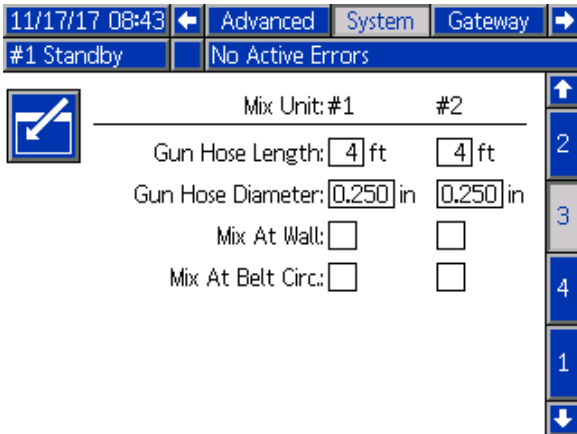 11/17/17 08:43 Advanced System Gateway
#1 Standby No Active Errors
Mix Unit: #1 #2
Gun Hose Length: 4 ft 4 ft
Gun Hose Diameter: 0.250 in 0.250 in
Mix At Wall:
Mix At Belt Circ.:
2
3
4
1